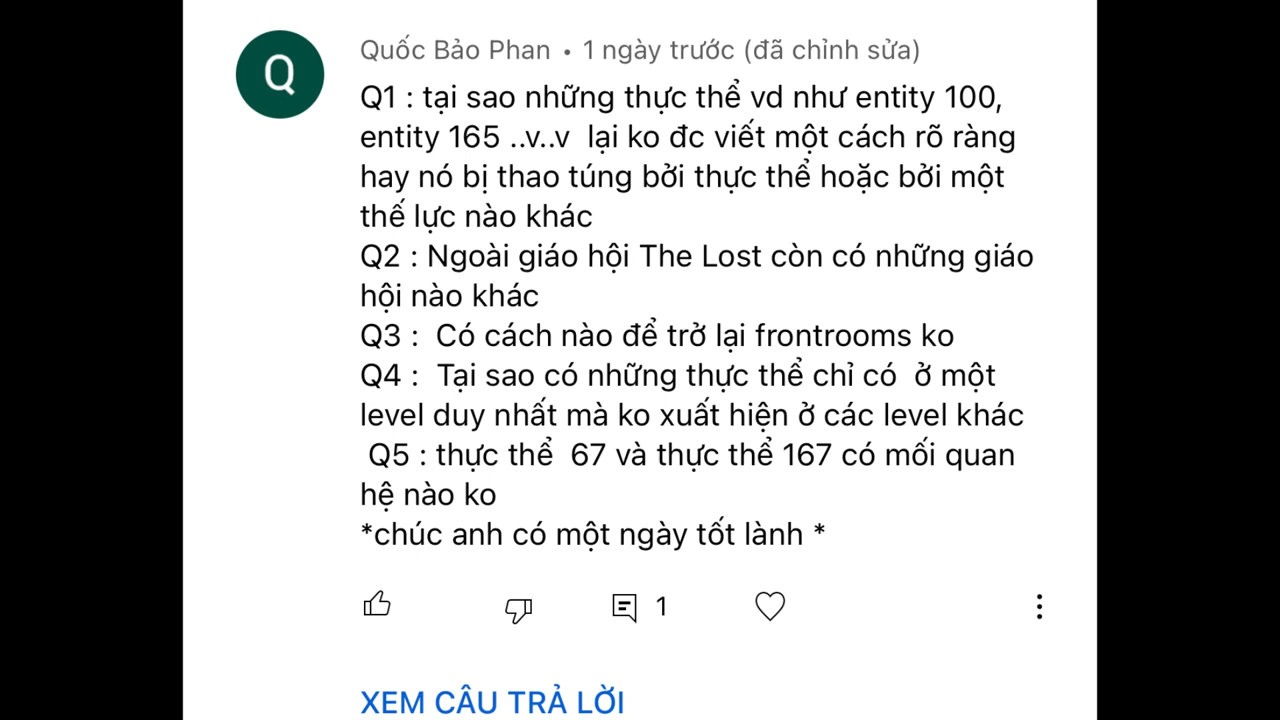 Q
Quốc Bảo Phan • 1 ngày trước (đã chỉnh sửa)
Q1 : tại sao những thực thể vd như entity 100,
entity 165 ..v..v lại ko đc viết một cách rõ ràng
hay nó bị thao túng bởi thực thể hoặc bởi một
thế lực nào khác
Q2 : Ngoài giáo hội The Lost còn có những giáo
hội nào khác
Q3 : Có cách nào để trở lại frontrooms ko
Q4 : Tại sao có những thực thể chỉ có ở một
level duy nhất mà ko xuất hiện ở các level khác
Q5 : thực thể 67 và thực thể 167 có mối quan
hệ nào ko
*chúc anh có một ngày tốt lành *
1
XEM CÂU TRẢ LỜI